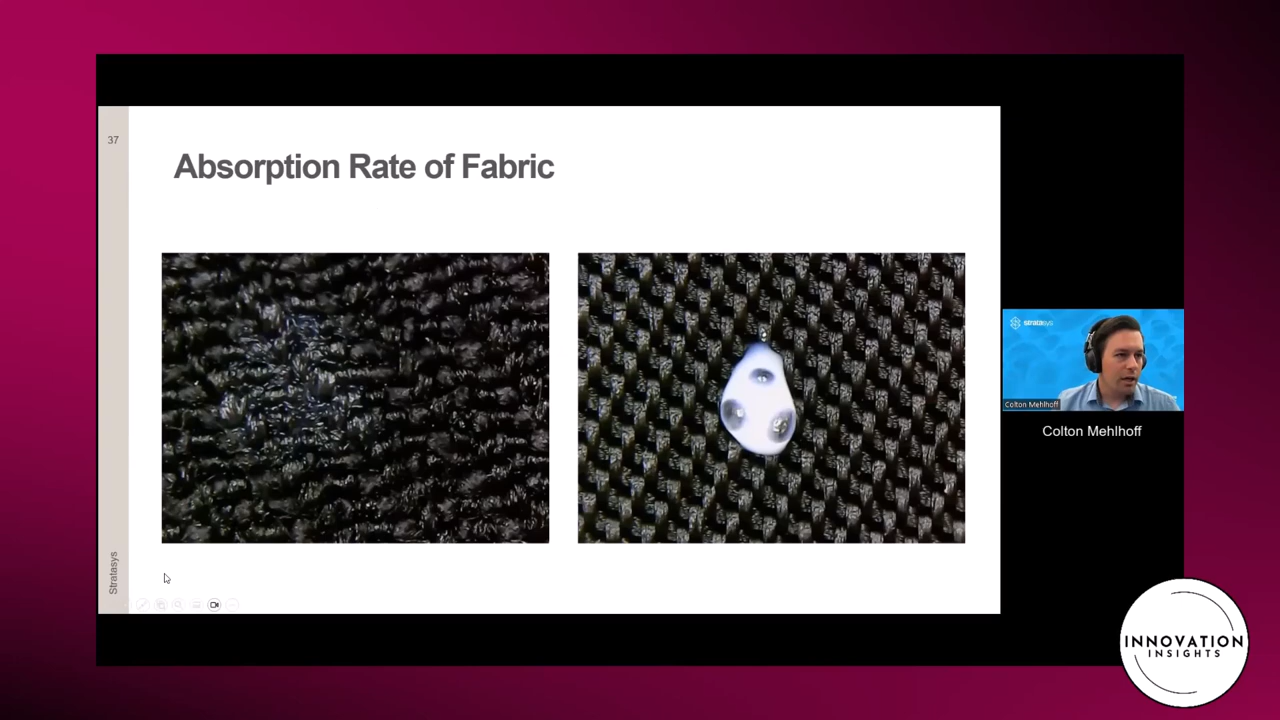 37
Absorption Rate of Fabric
Stratasys
stratasys
Colton Mehlhoff
Colton Mehlhoff
INNOVATION
INSIGHTS